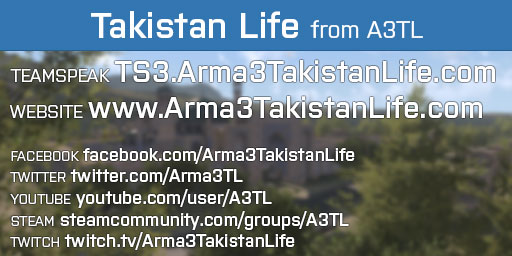 Takistan Life from A3TL
TEAMSPEAK TS3.Arma3TakistanLife.com
WEBSITE www.Arma3TakistanLife.com
FACEBOOK facebook.com/Arma3TakistanLife
TWITTER twitter.com/Arma3TL
YOUTUBE youtube.com/user/A3TL
STEAM steamcommunity.com/groups/A3TL
TWITCH twitch.tv/Arma3TakistanLife